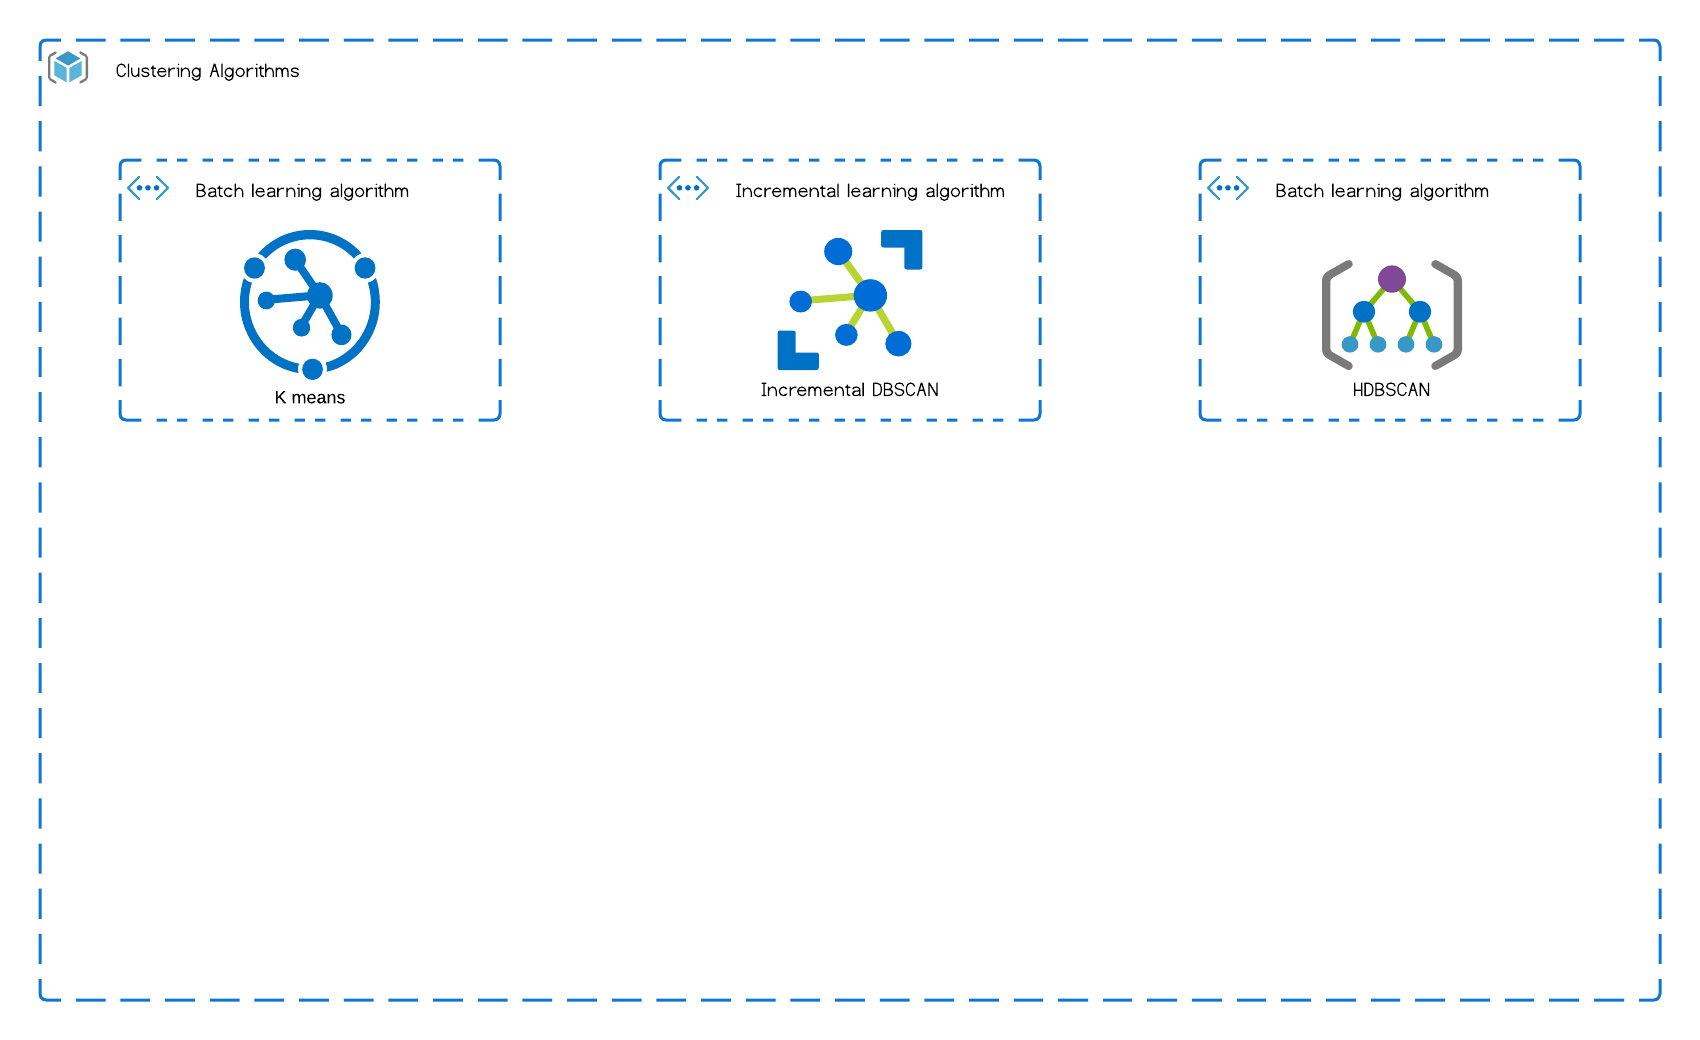 Clustering Algorithms
Batch learning algorithm
K means
Incremental learning algorithm
Incremental DBSCAN
Batch learning algorithm
HDBSCAN